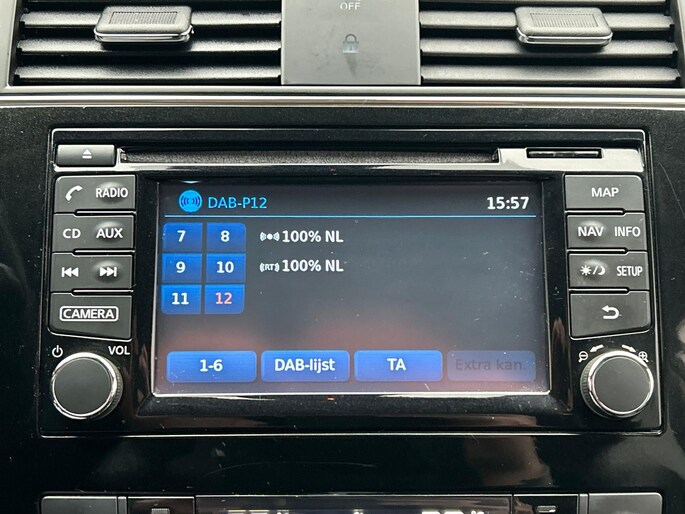 OFF
RADIO
CD AUX
CAMERA
VOL
DAB-P12 15:57
7 8 100% NL
9 10 (RT) 100% NL
11 12
1-6 DAB-lijst TA Extra kan.
MAP
NAV INFO
SETUP